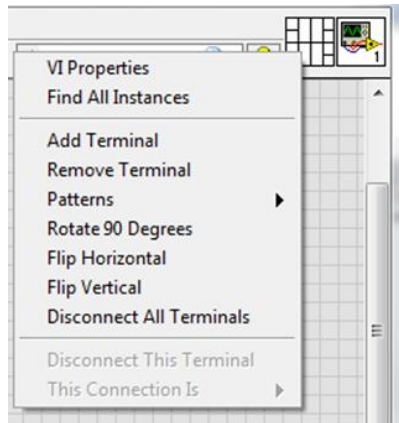 1
VI Properties
Find All Instances
Add Terminal
Remove Terminal
Patterns
Rotate 90 Degrees
Flip Horizontal
Flip Vertical
Disconnect All Terminals
Disconnect This Terminal
This Connection Is